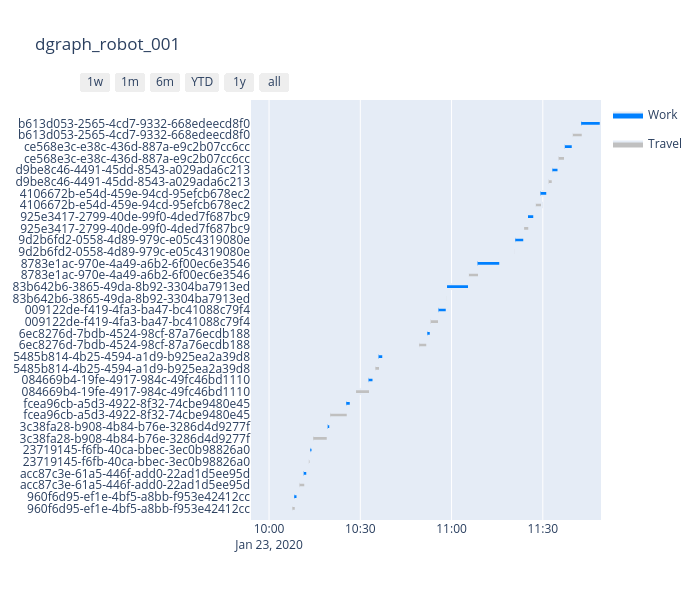 dgraph_robot_001
1w 1m 6m YTD 1y all
Work
Travel
b613d053-2565-4cd7-9332-668edeecd8f0
b613d053-2565-4cd7-9332-668edeecd8f0
ce568e3c-e38c-436d-887a-e9c2b07cc6cc
ce568e3c-e38c-436d-887a-e9c2b07cc6cc
d9be8c46-4491-45dd-8543-a029ada6c213
d9be8c46-4491-45dd-8543-a029ada6c213
4106672b-e54d-459e-94cd-95efcb678ec2
4106672b-e54d-459e-94cd-95efcb678ec2
925e3417-2799-40de-99f0-4ded7f687bc9
925e3417-2799-40de-99f0-4ded7f687bc9
9d2b6fd2-0558-4d89-979c-e05c4319080e
9d2b6fd2-0558-4d89-979c-e05c4319080e
8783e1ac-970e-4a49-a6b2-6f00ec6e3546
8783e1ac-970e-4a49-a6b2-6f00ec6e3546
83b642b6-3865-49da-8b92-3304ba7913ed
83b642b6-3865-49da-8b92-3304ba7913ed
009122de-f419-4fa3-ba47-bc41088c79f4
009122de-f419-4fa3-ba47-bc41088c79f4
6ec8276d-7bdb-4524-98cf-87a76ecdb188
6ec8276d-7bdb-4524-98cf-87a76ecdb188
5485b814-4b25-4594-a1d9-b925ea2a39d8
5485b814-4b25-4594-a1d9-b925ea2a39d8
084669b4-19fe-4917-984c-49fc46bd1110
084669b4-19fe-4917-984c-49fc46bd1110
fcea96cb-a5d3-4922-8f32-74cbe9480e45
fcea96cb-a5d3-4922-8f32-74cbe9480e45
3c38fa28-b908-4b84-b76e-3286d4d9277f
3c38fa28-b908-4b84-b76e-3286d4d9277f
23719145-f6fb-40ca-bbec-3ec0b98826a0
23719145-f6fb-40ca-bbec-3ec0b98826a0
acc87c3e-61a5-446f-add0-22ad1d5ee95d
acc87c3e-61a5-446f-add0-22ad1d5ee95d
960f6d95-ef1e-4bf5-a8bb-f953e42412cc
960f6d95-ef1e-4bf5-a8bb-f953e42412cc
10:00 10:30 11:00 11:30
Jan 23, 2020